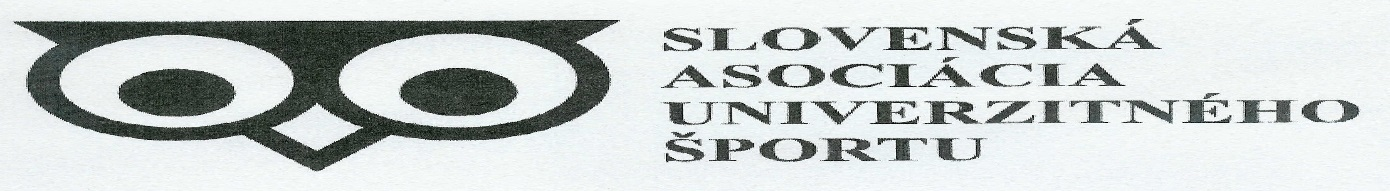 SLOVENSKÁ
ASOCIÁCIA
UNIVERZITNÉHO
ŠPORTU